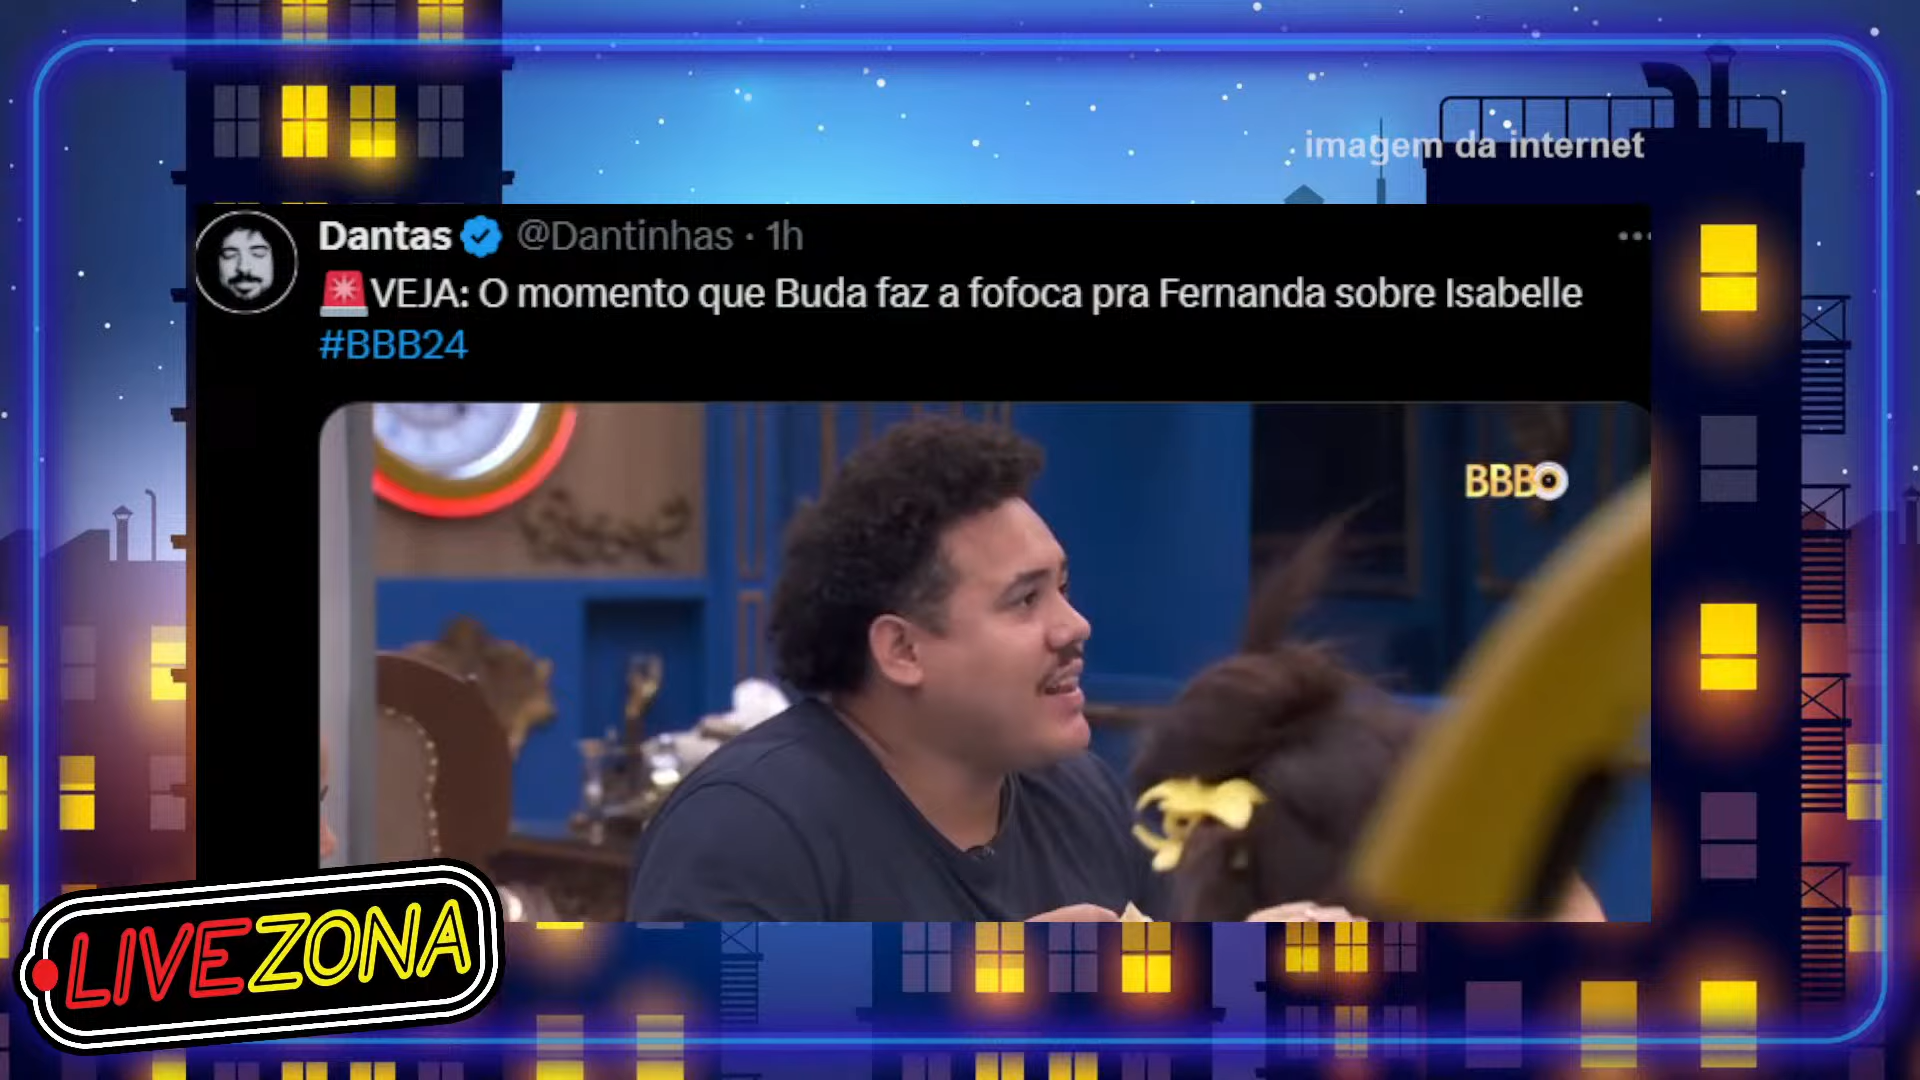 imagem da internet
Dantas @Dantinhas · 1h
🚨VEJA: O momento que Buda faz a fofoca pra Fernanda sobre Isabelle
#BBB24
BBB
LIVEZONA